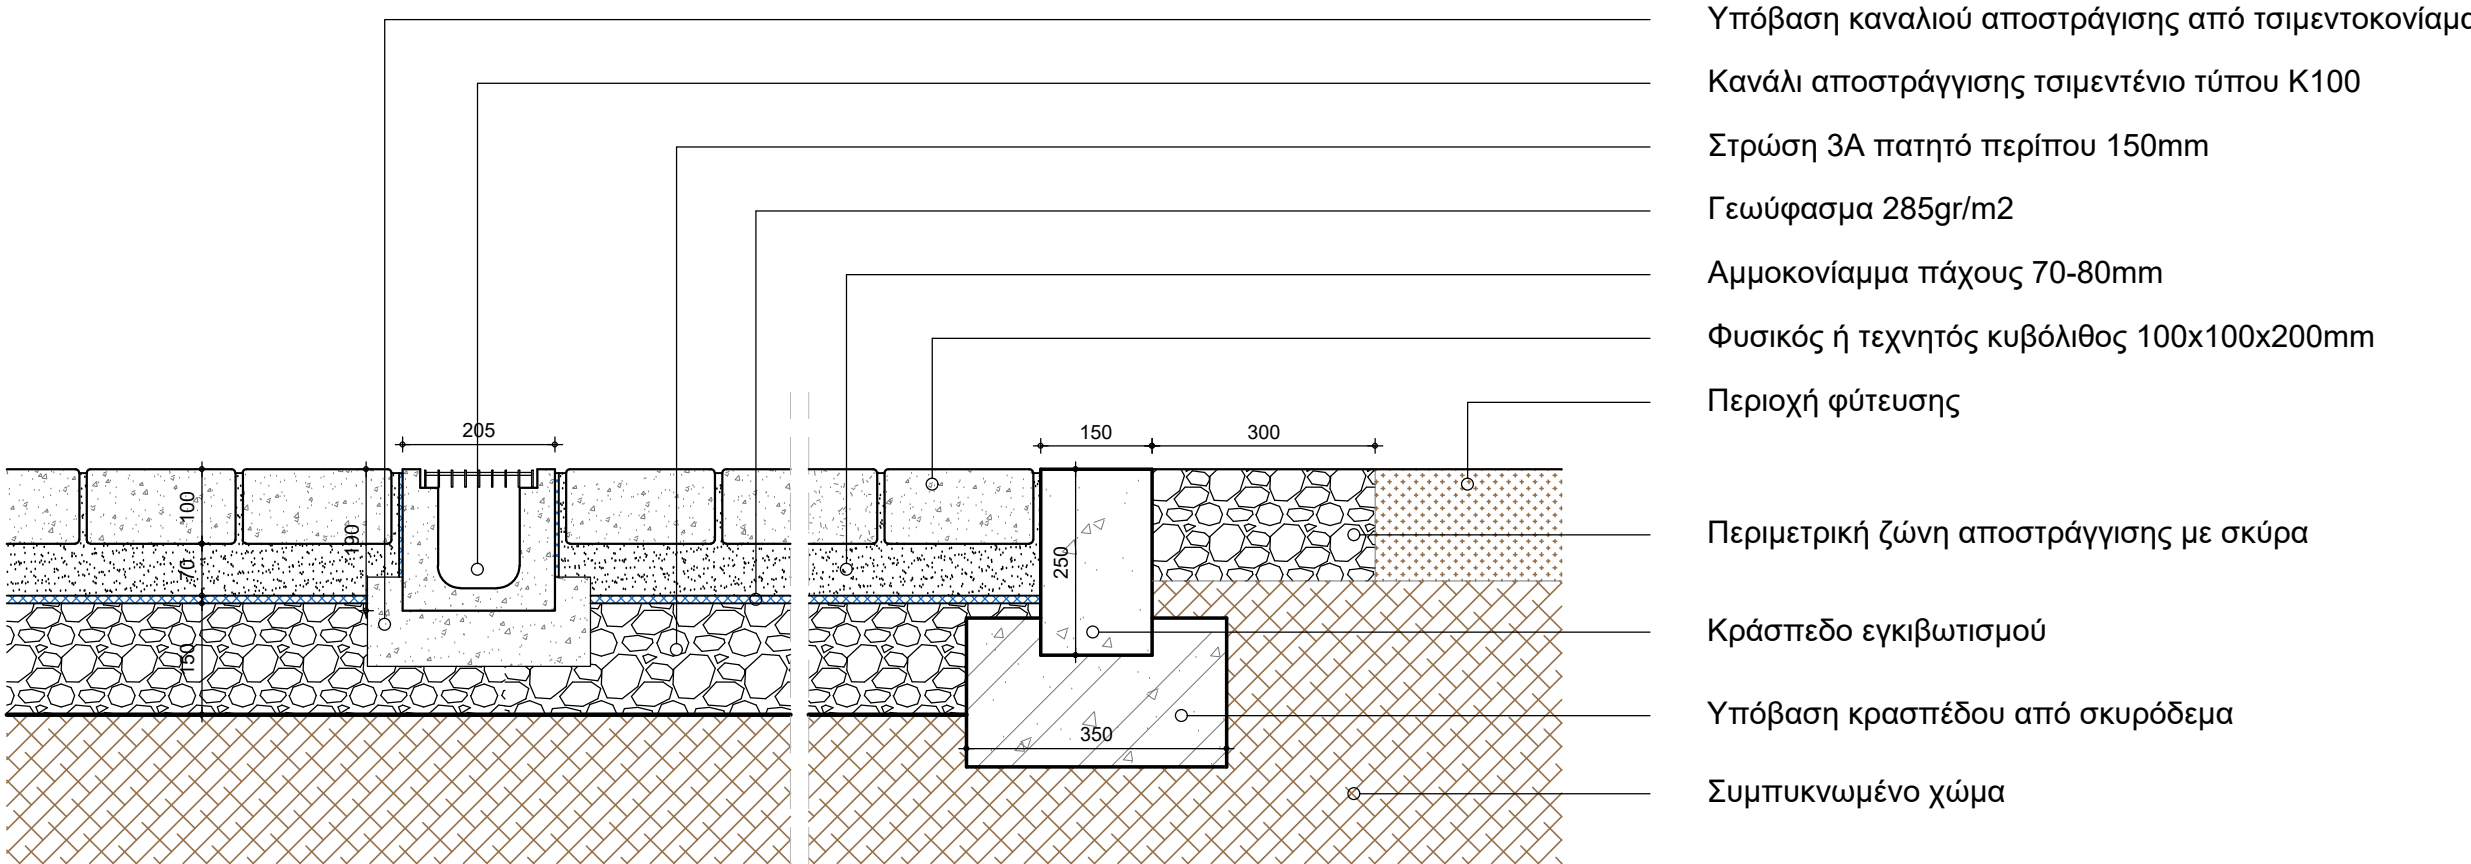 Υπόβαση καναλιού αποστράγισης από τσιμεντοκονίαμα
Κανάλι αποστράγγισης τσιμεντένιο τύπου Κ100
Στρώση 3Α πατητό περίπου 150mm
Γεωύφασμα 285gr/m2
Αμμοκονίαμμα πάχους 70-80mm
Φυσικός ή τεχνητός κυβόλιθος 100x100x200mm
Περιοχή φύτευσης
205
150
300
100
190
70
250
Περιμετρική ζώνη αποστράγγισης με σκύρα
Κράσπεδο εγκιβωτισμού
150
Υπόβαση κρασπέδου από σκυρόδεμα
350
Συμπυκνωμένο χώμα